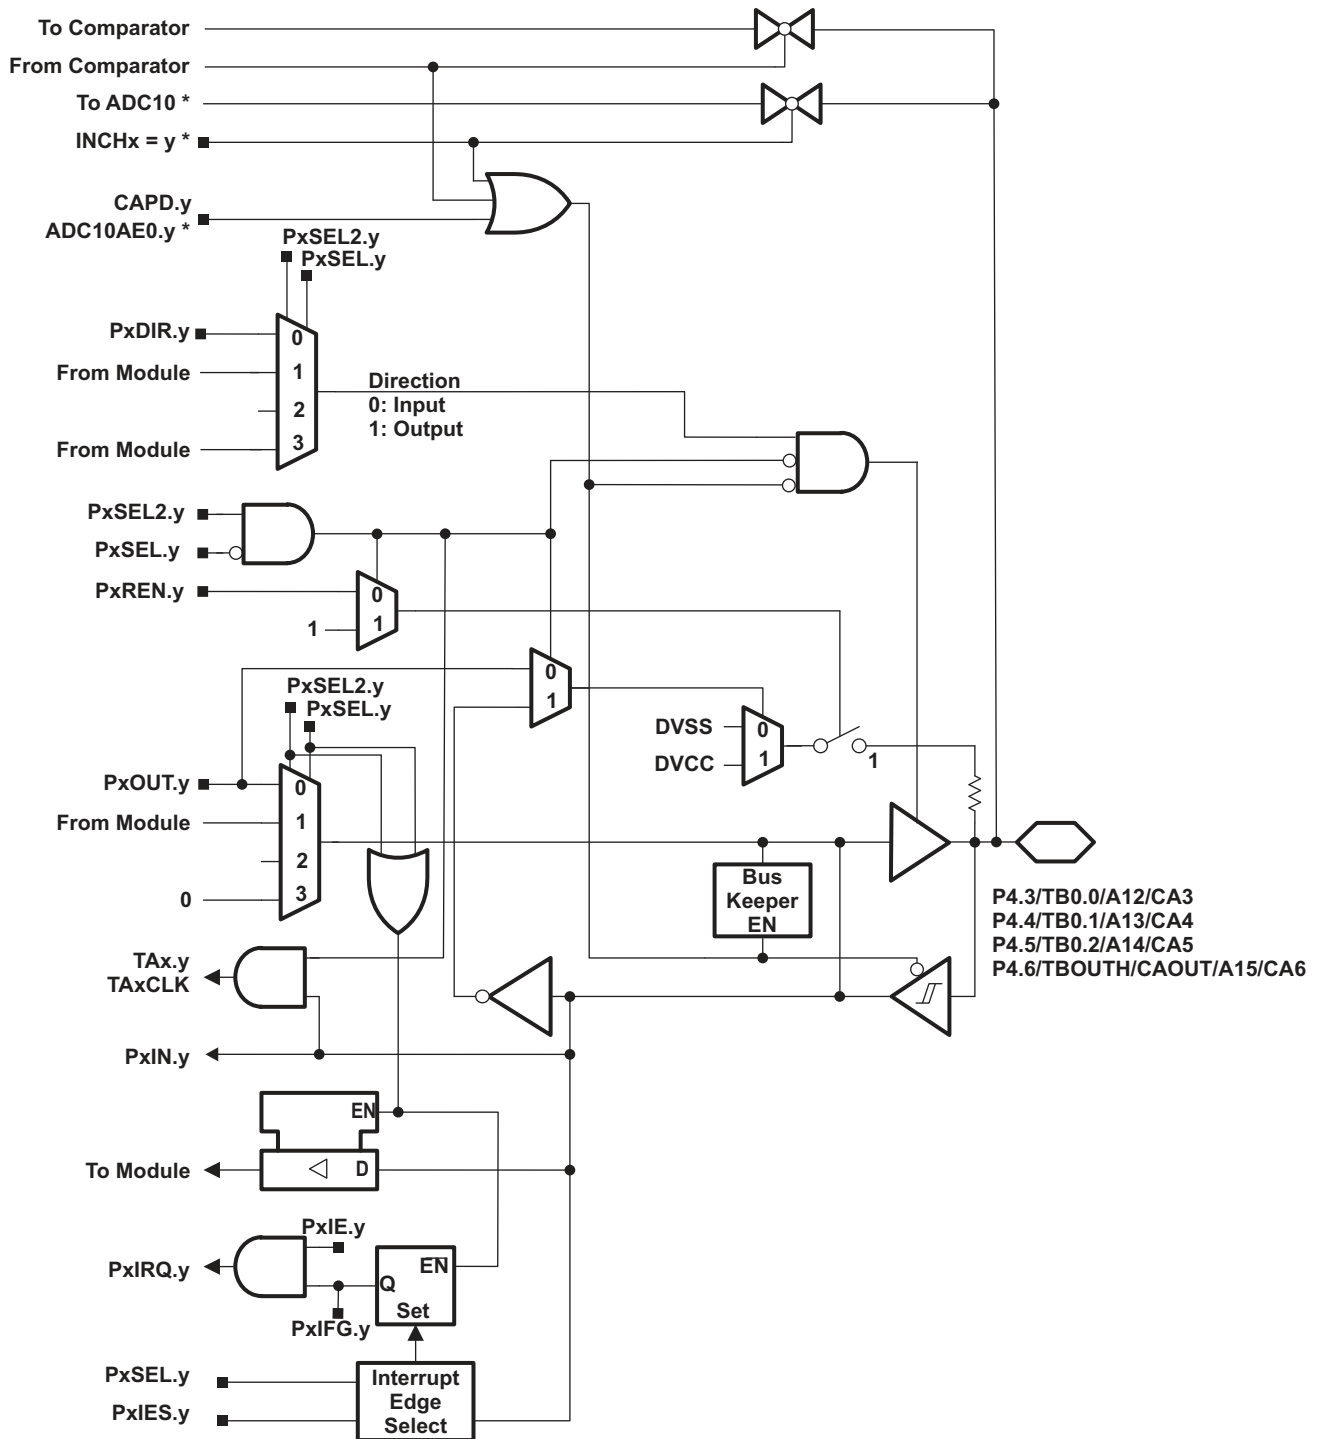 To Comparator
From Comparator
To ADC10 *
INCHx = y *
CAPD.y
ADC10AE0.y *
PxSEL2.y
PxSEL.y
PxDIR.y
0
From Module
1
2
From Module
3
Direction
0: Input
1: Output
PxSEL2.y
PxSEL.y
PxREN.y
0
1
1
0
1
PxSEL2.y
PxSEL.y
DVSS
0
DVCC
1
1
PxOUT.y
0
From Module
1
2
0
3
Bus
Keeper
EN
P4.3/TB0.0/A12/CA3
P4.4/TB0.1/A13/CA4
P4.5/TB0.2/A14/CA5
P4.6/TBOUTH/CAOUT/A15/CA6
TAx.y
TAxCLK
PxIN.y
EN
To Module
D
PxIE.y
PxIRQ.y
EN
Q
Set
PxIFG.y
PxSEL.y
PxIES.y
Interrupt
Edge
Select